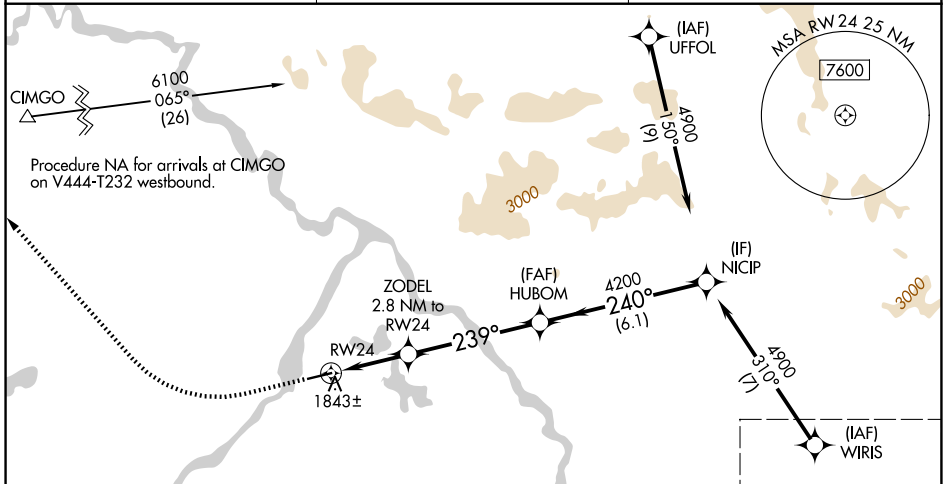 CIMGO
6100
065°
(26)
Procedure NA for arrivals at CIMGO
on V444-T232 westbound.
(IAF)
UFFOL
4900
150°
(9)
MSA RW 24 25 NM
7600
3000
(IF)
NICIP
(FAF)
HUBOM
4200
240°
(6.1)
ZODEL
2.8 NM to
RW24
239°
RW24
1843±
3000
4900
310°
(7)
(IAF)
WIRIS